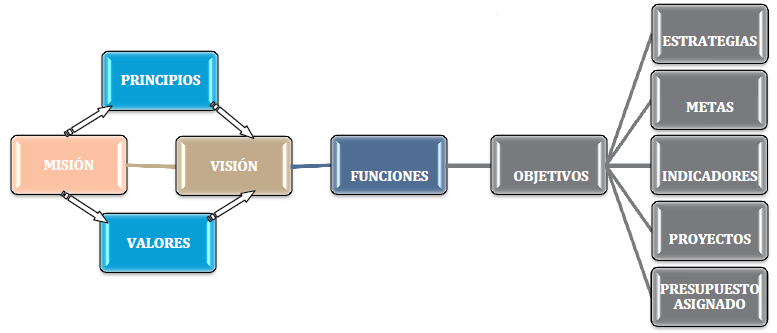 PRINCIPIOS
MISIÓN
VISIÓN
VALORES
FUNCIONES
OBJETIVOS
ESTRATEGIAS
METAS
INDICADORES
PROYECTOS
PRESUPUESTO
ASIGNADO